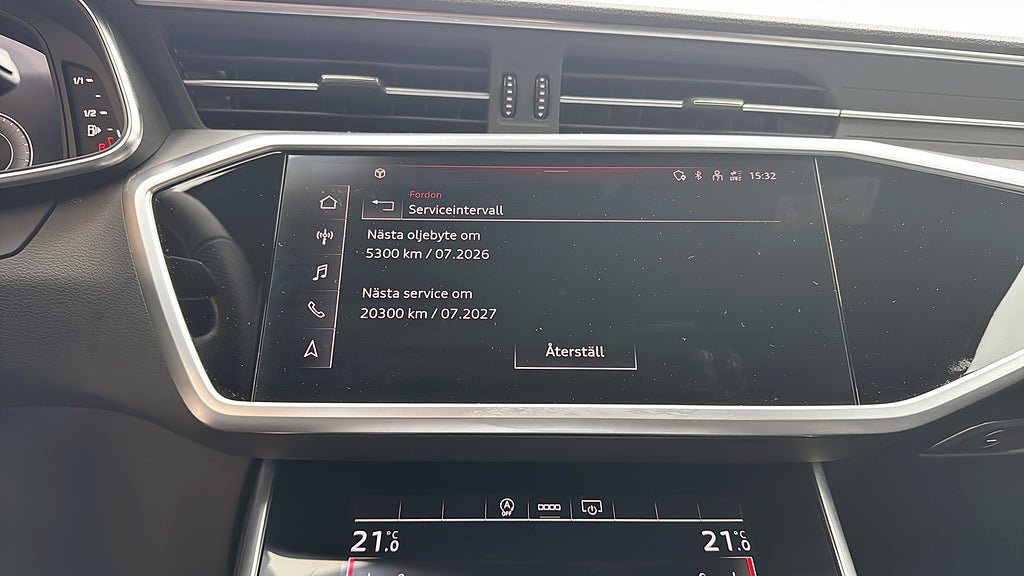 1/1
1/2
15:32
Fordon
Serviceintervall
Nästa oljebyte om
5300 km / 07.2026
Nästa service om
20300 km / 07.2027
Återställ
A
OFF
21.0 °C
21.0 °C